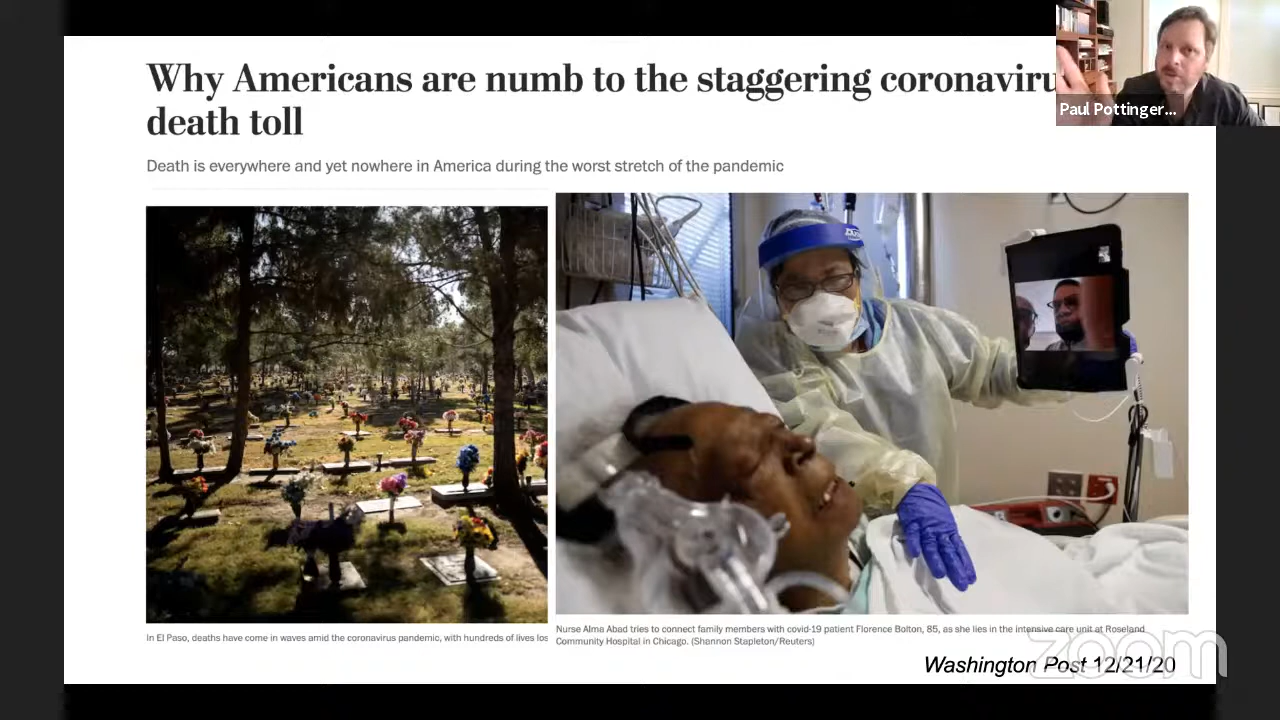 Why Americans are numb to the staggering coronaviru
death toll
Paul Pottinger...
Death is everywhere and yet nowhere in America during the worst stretch of the pandemic
In El Paso, deaths have come in waves amid the coronavirus pandemic, with hundreds of lives los
Nurse Alma Abad tries to connect family members with covid-19 patient Florence Bolton, 85, as she lies in the intensive care unit at Roseland
Community Hospital in Chicago. (Shannon Stapleton/Reuters)
Washington Post 12/21/20
zoom